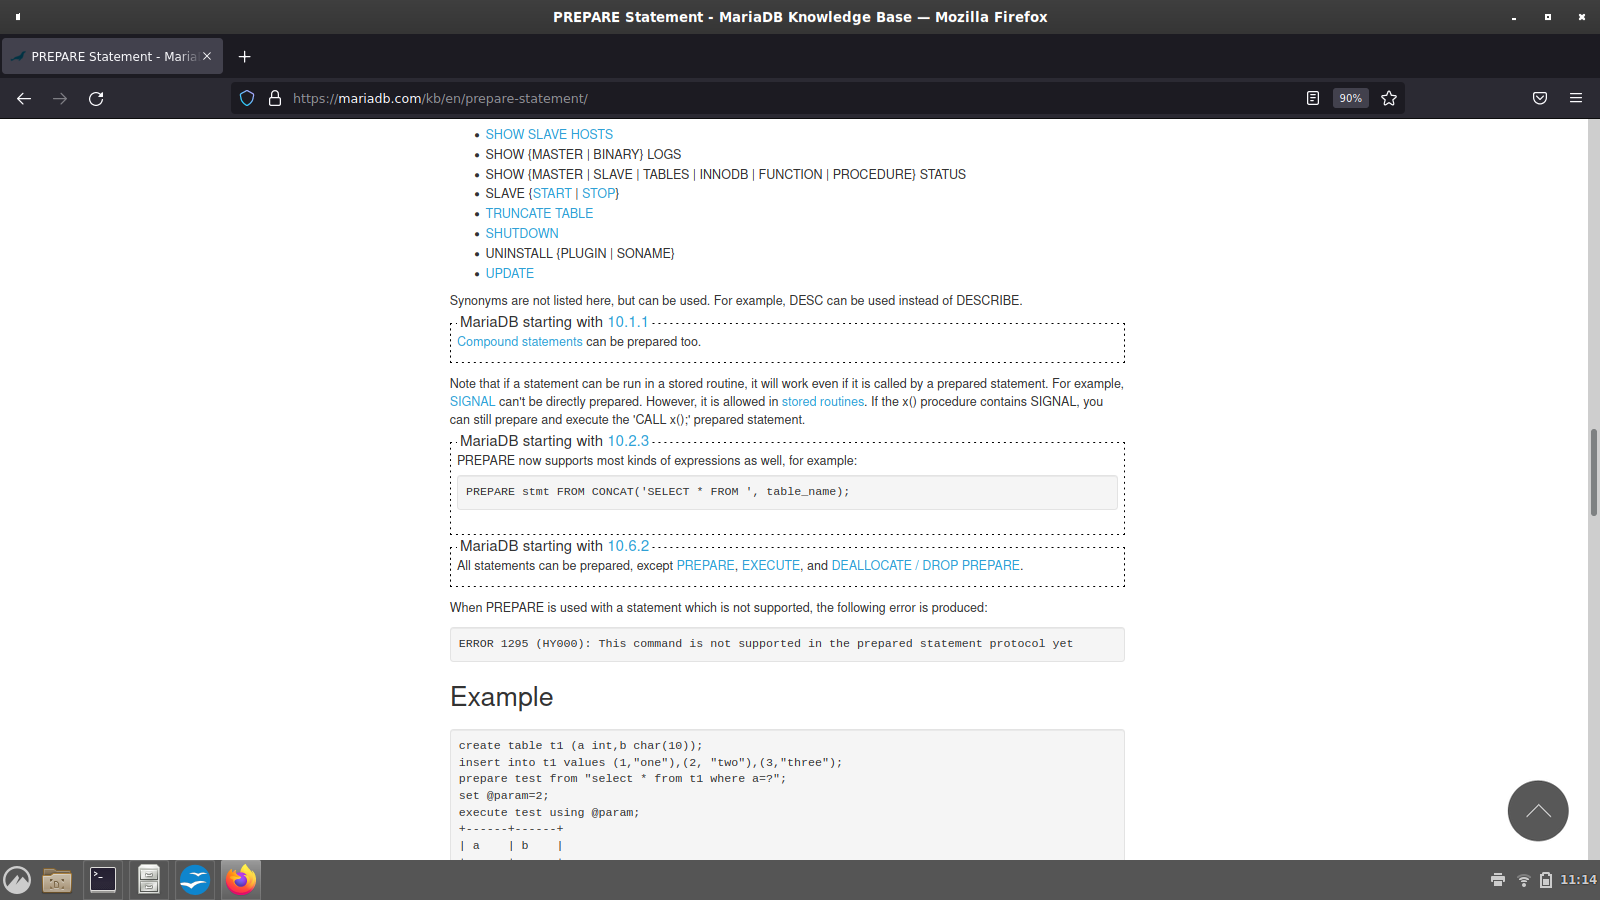 PREPARE Statement - MariaDB Knowledge Base — Mozilla Firefox
PREPARE Statement - Maria
https://mariadb.com/kb/en/prepare-statement/
90%
SHOW SLAVE HOSTS
SHOW {MASTER | BINARY} LOGS
SHOW {MASTER | SLAVE | TABLES | INNODB | FUNCTION | PROCEDURE} STATUS
SLAVE {START | STOP}
TRUNCATE TABLE
SHUTDOWN
UNINSTALL {PLUGIN | SONAME}
UPDATE
Synonyms are not listed here, but can be used. For example, DESC can be used instead of DESCRIBE.
MariaDB starting with 10.1.1
Compound statements can be prepared too.
Note that if a statement can be run in a stored routine, it will work even if it is called by a prepared statement. For example,
SIGNAL can't be directly prepared. However, it is allowed in stored routines. If the x() procedure contains SIGNAL, you
can still prepare and execute the 'CALL x();' prepared statement.
MariaDB starting with 10.2.3
PREPARE now supports most kinds of expressions as well, for example:
PREPARE stmt FROM CONCAT('SELECT * FROM ', table_name);
MariaDB starting with 10.6.2
All statements can be prepared, except PREPARE, EXECUTE, and DEALLOCATE / DROP PREPARE.
When PREPARE is used with a statement which is not supported, the following error is produced:
ERROR 1295 (HY000): This command is not supported in the prepared statement protocol yet
Example
create table t1 (a int,b char(10));
insert into t1 values (1,"one"),(2, "two"),(3,"three");
prepare test from "select * from t1 where a=?";
set @param=2;
execute test using @param;
+------+------+
| a    | b    |
11:14